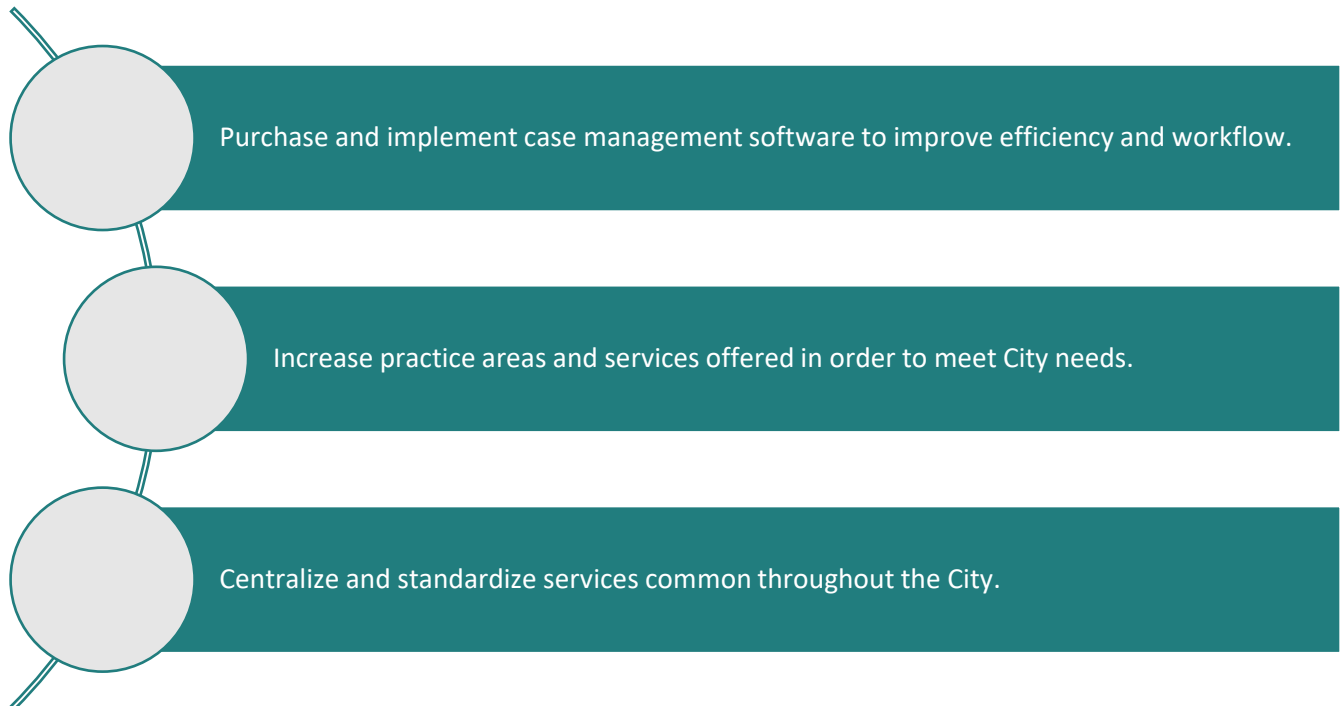 Purchase and implement case management software to improve efficiency and workflow.
Increase practice areas and services offered in order to meet City needs.
Centralize and standardize services common throughout the City.